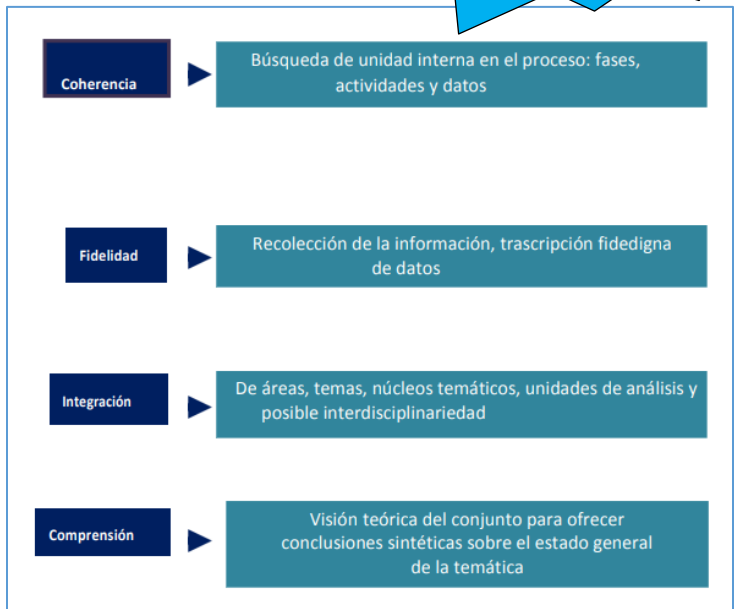 Coherencia
Búsqueda de unidad interna en el proceso: fases,
actividades y datos
Fidelidad
Recolección de la información, trascripción fidedigna
de datos
Integración
De áreas, temas, núcleos temáticos, unidades de análisis y
posible interdisciplinariedad
Comprensión
Visión teórica del conjunto para ofrecer
conclusiones sintéticas sobre el estado general
de la temática